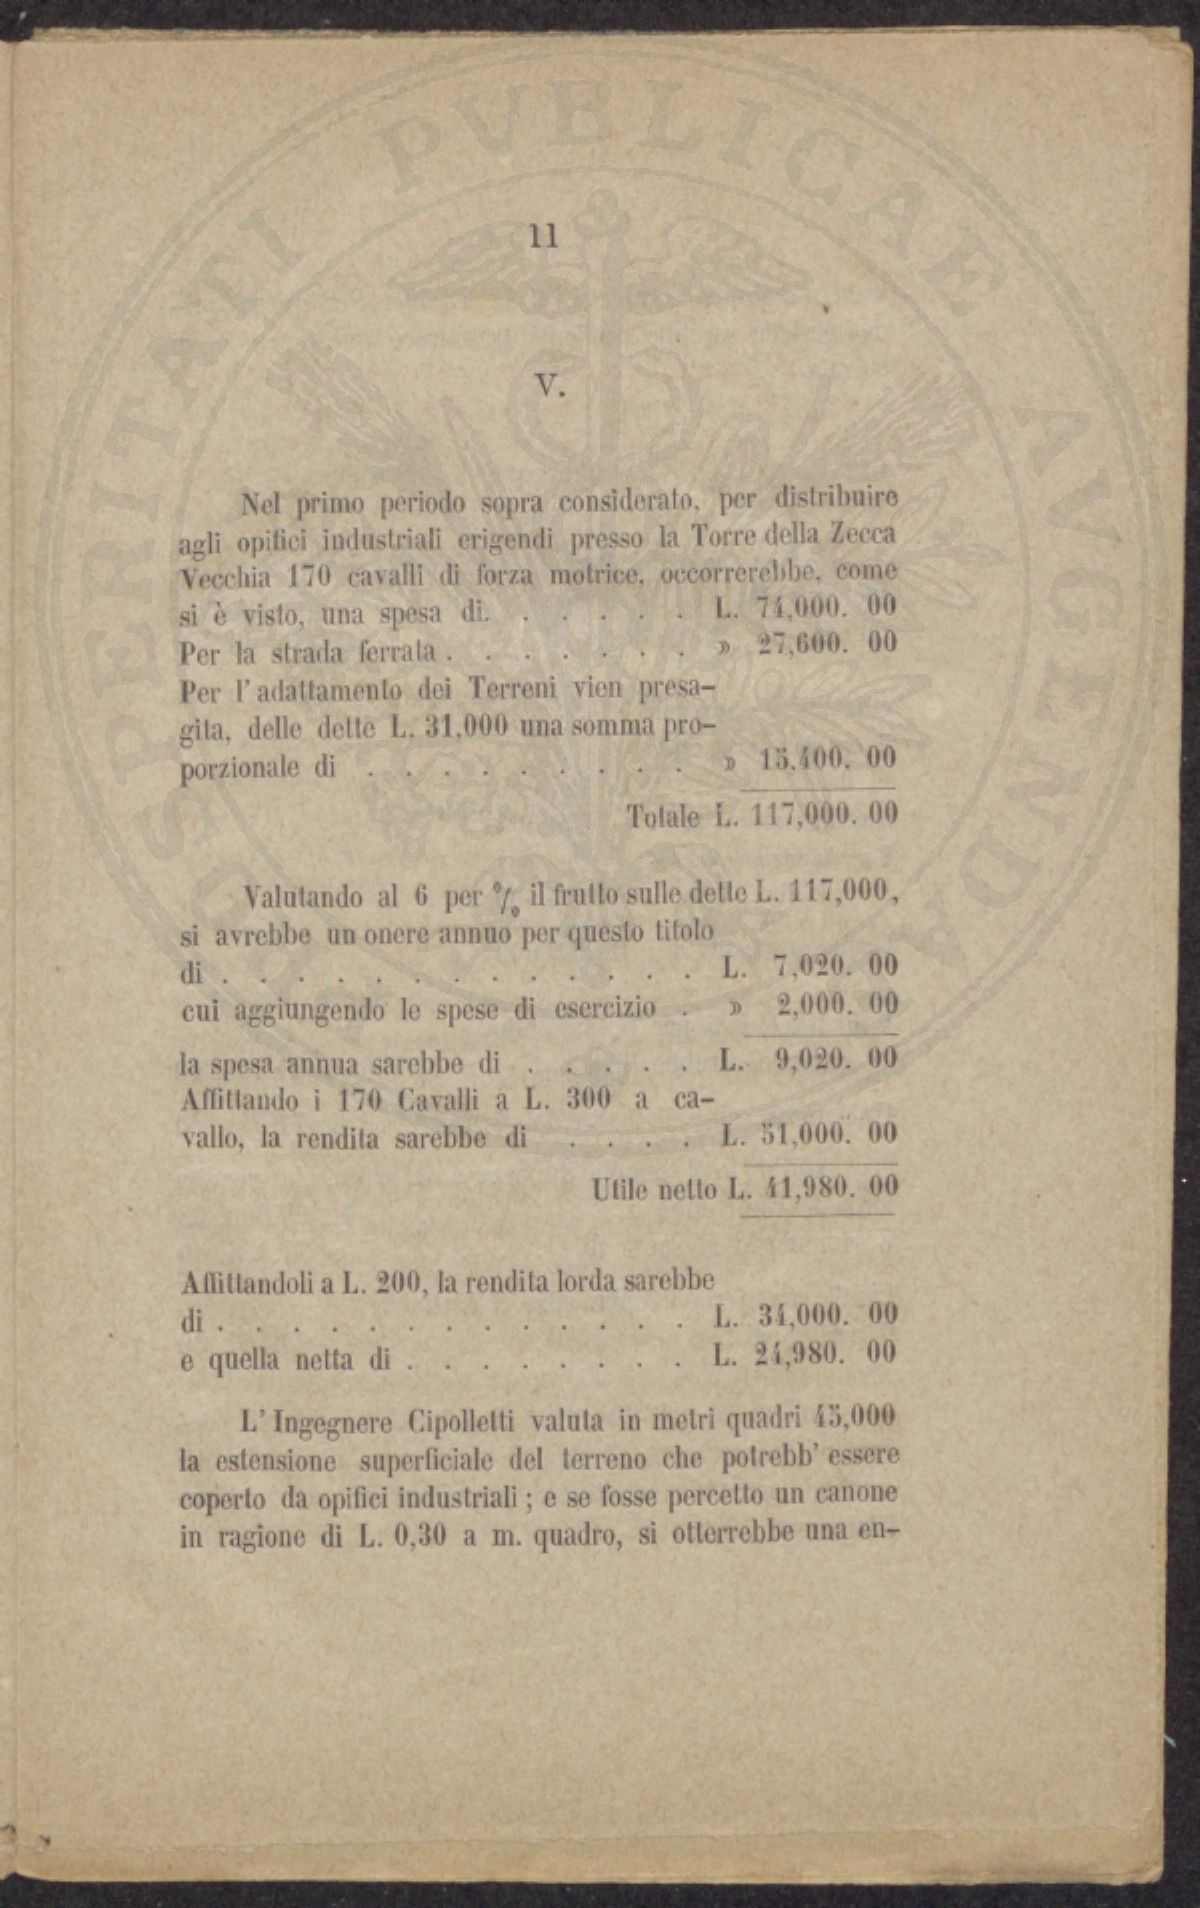 11
V.
Nel primo periodo sopra considerato, per distribuire
agli opifici industriali erigendi presso la Torre della Zecca
Vecchia 170 cavalli di forza motrice, occorrerebbe, come
si è visto, una spesa di. . . . . . L. 74,000. 00
Per la strada ferrata . . . . . . . » 27,600. 00
Per l'adattamento dei Terreni vien presa-
gita, delle dette L. 31,000 una somma pro-
porzionale di . . . . . . . . . » 15,400. 00
Totale L. 117,000. 00
Valutando al 6 per % il frutto sulle dette L. 117,000,
si avrebbe un onere annuo per questo titolo
di . . . . . . . . . . . . . L. 7,020. 00
cui aggiungendo le spese di esercizio . » 2,000. 00
la spesa annua sarebbe di . . . . . L. 9,020. 00
Affittando i 170 Cavalli a L. 300 a ca-
vallo, la rendita sarebbe di . . . . L. 51,000. 00
Utile netto L. 41,980. 00
Affittandoli a L. 200, la rendita lorda sarebbe
di . . . . . . . . . . . . . L. 34,000. 00
e quella netta di . . . . . . . . L. 24,980. 00
L' Ingegnere Cipolletti valuta in metri quadri 45,000
la estensione superficiale del terreno che potrebb' essere
coperto da opifici industriali ; e se fosse percetto un canone
in ragione di L. 0,30 a m. quadro, si otterrebbe una en-
PROSPERITATI PVBLICAE AVGENDAE